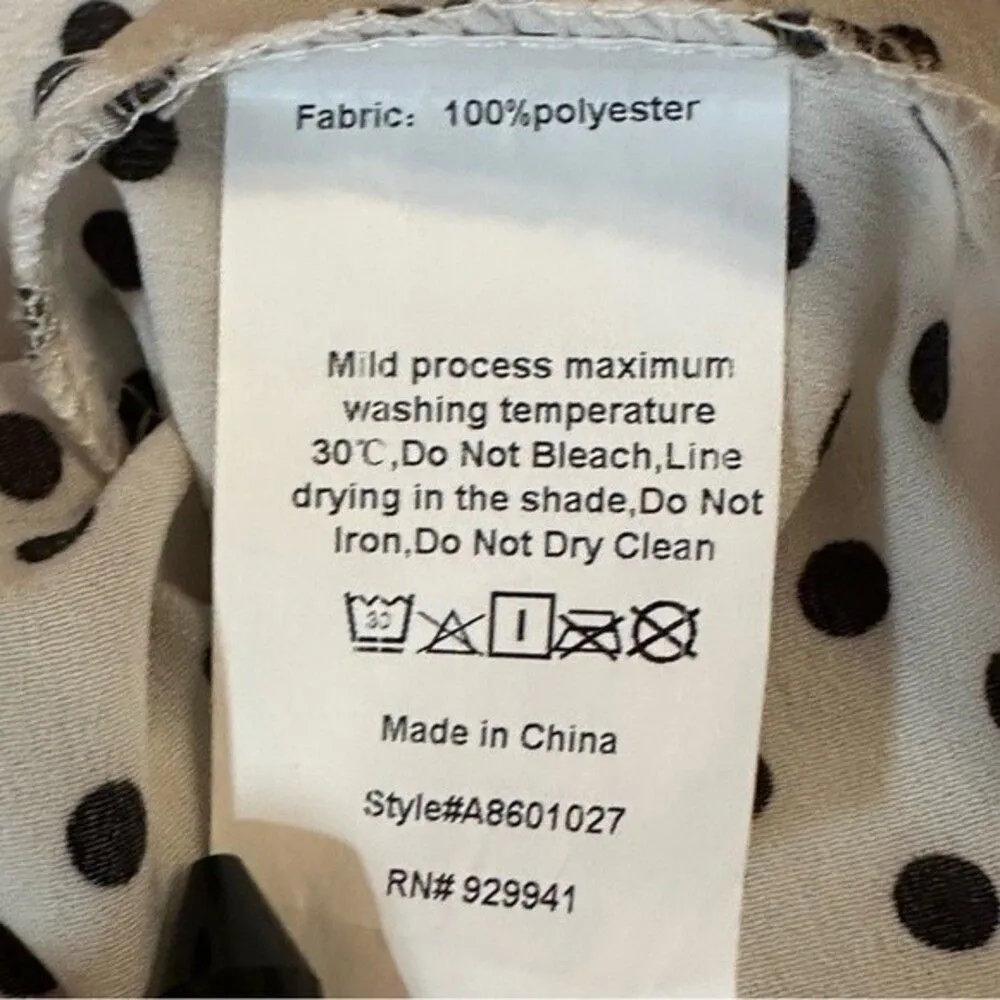 Fabric: 100%polyester
Mild process maximum
washing temperature
30℃,Do Not Bleach,Line
drying in the shade,Do Not
Iron,Do Not Dry Clean
30
Made in China
Style#A8601027
RN# 929941